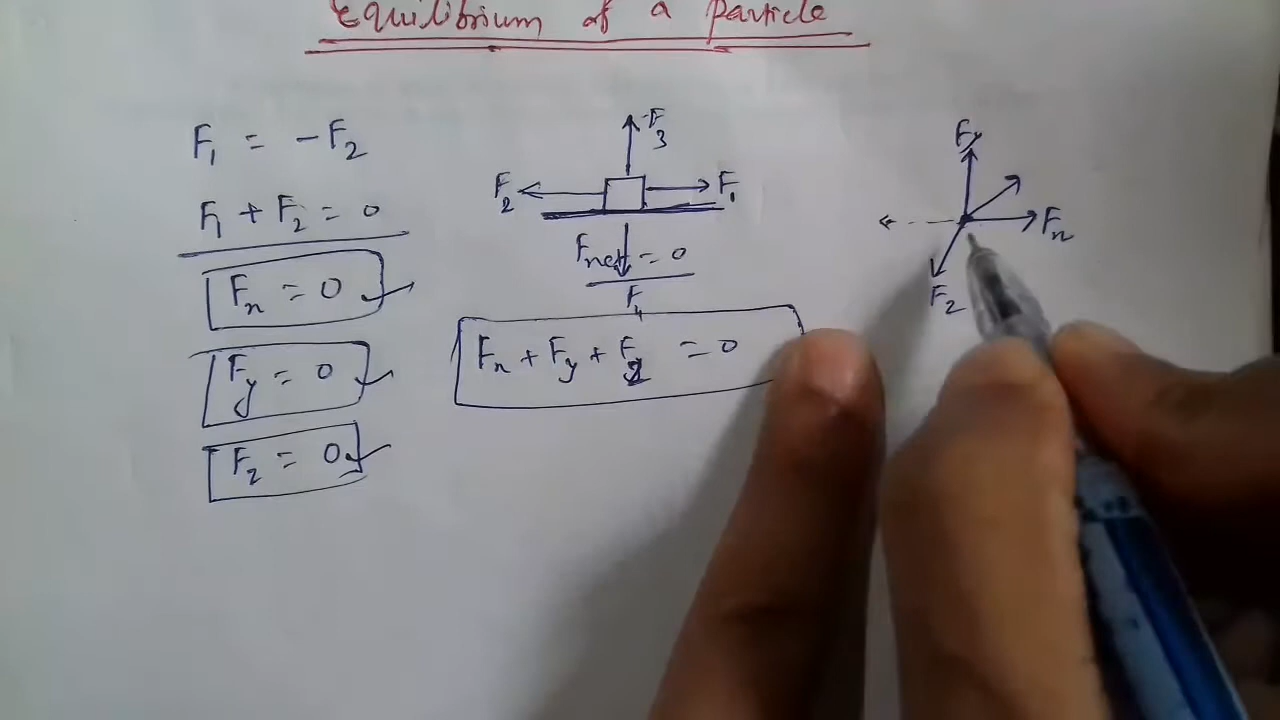 Equilibrium of a particle
F1 = -F2
F1 + F2 = 0
Fx = 0
Fy = 0
Fz = 0
F3
F2
F1
Fnet = 0
F4
Fx + Fy + Fz = 0
Fy
Fx
Fz